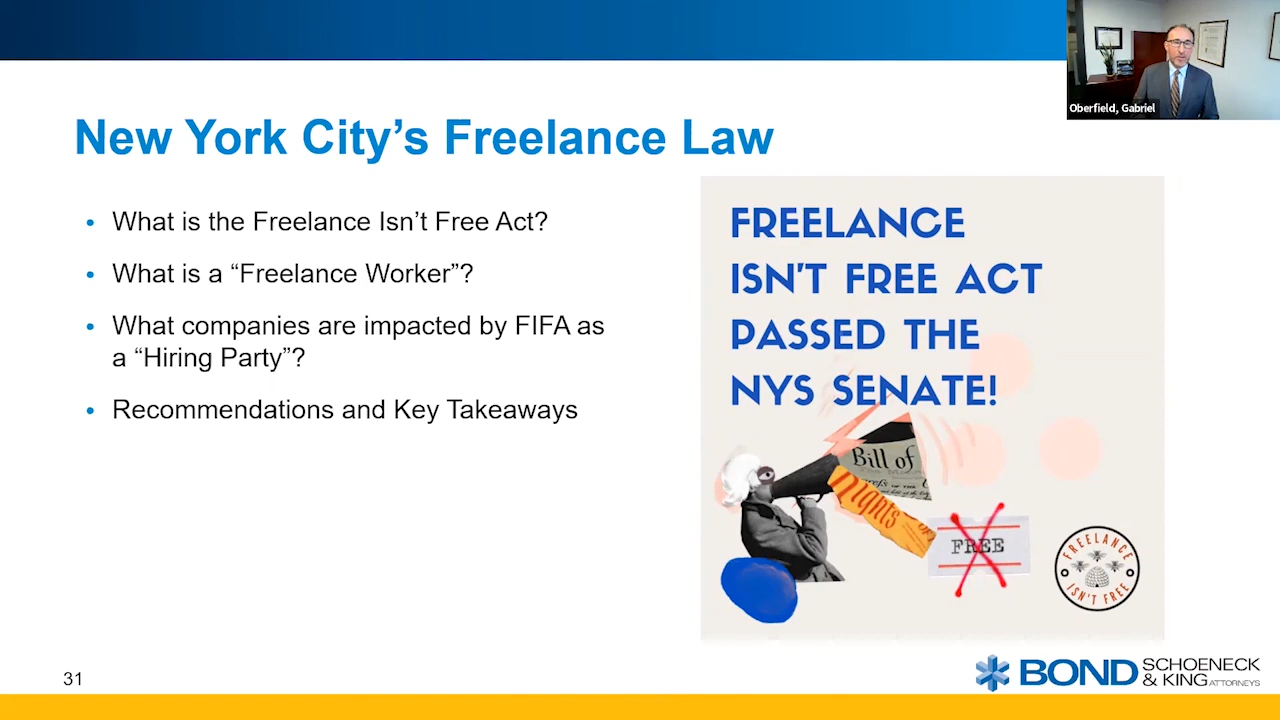 Oberfield, Gabriel
New York City’s Freelance Law
• What is the Freelance Isn’t Free Act?
• What is a “Freelance Worker”?
• What companies are impacted by FIFA as
a “Hiring Party”?
• Recommendations and Key Takeaways
FREELANCE
ISN'T FREE ACT
PASSED THE
NYS SENATE!
Bill of
Rights
FREE
FREELANCE
ISN'T FREE
31
BOND SCHOENECK
& KING ATTORNEYS